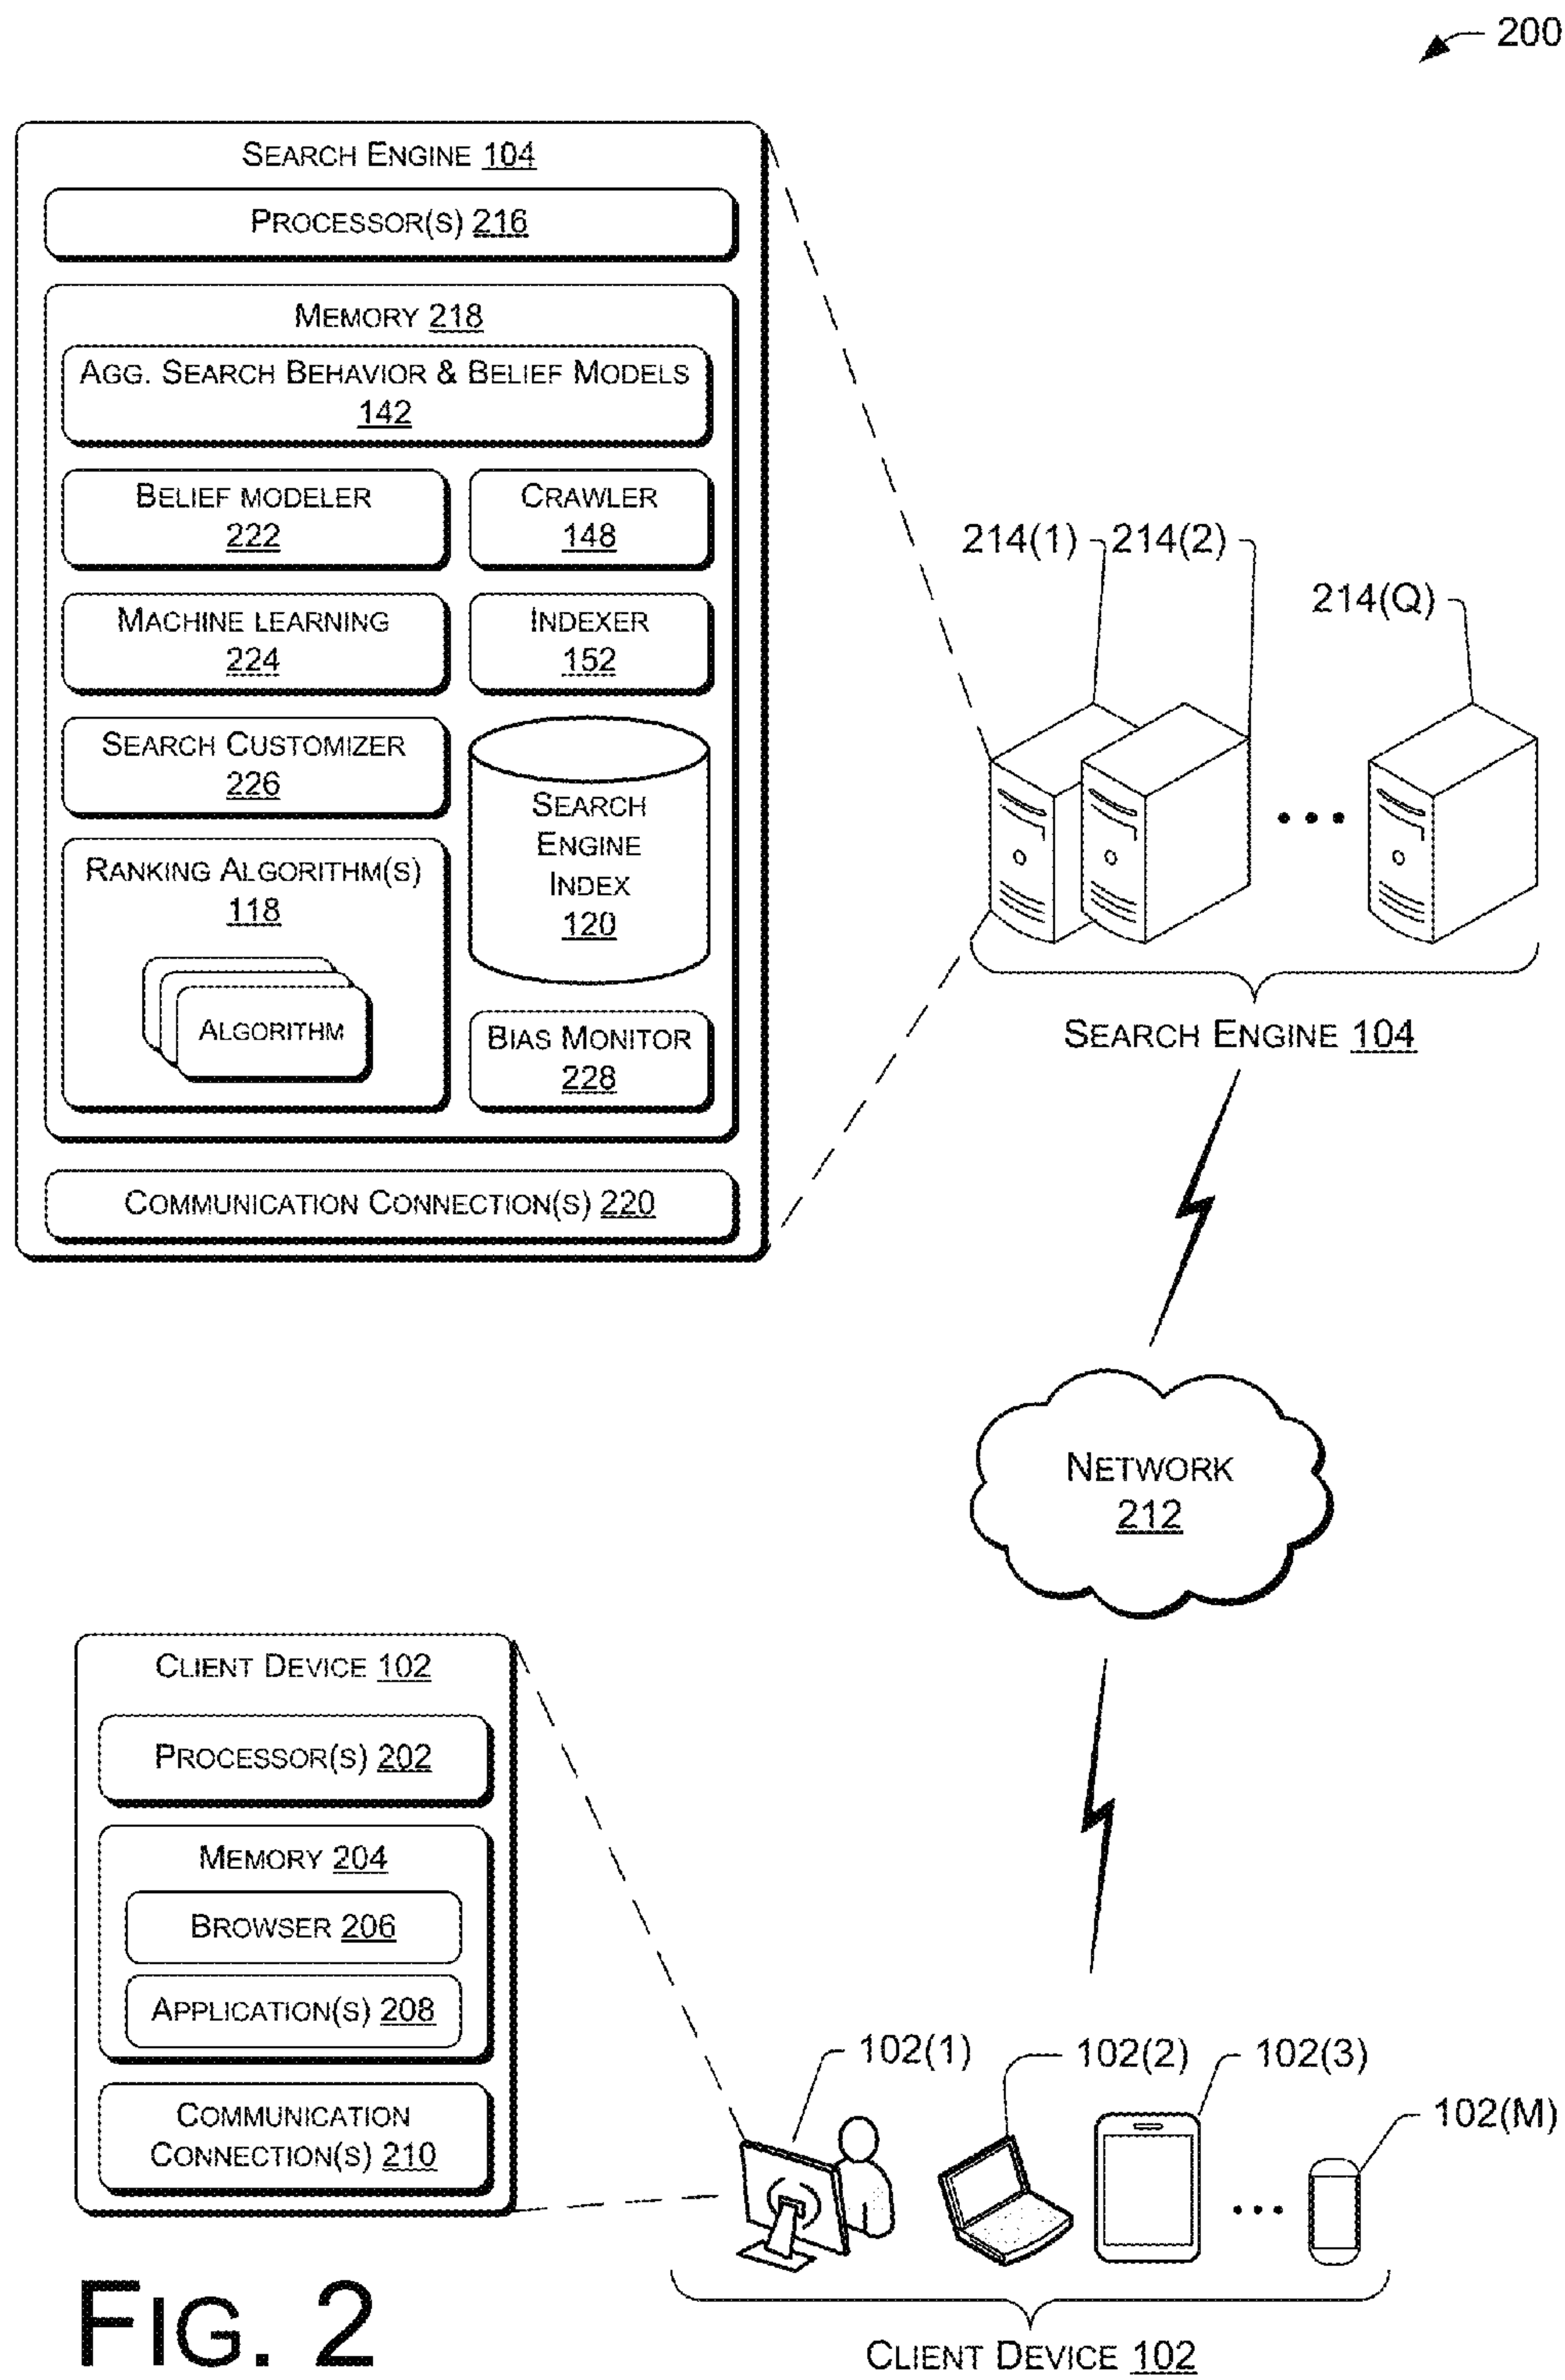 200
SEARCH ENGINE 104
PROCESSOR(S) 216
MEMORY 218
AGG. SEARCH BEHAVIOR & BELIEF MODELS
142
BELIEF MODELER
222
CRAWLER
148
MACHINE LEARNING
224
INDEXER
152
SEARCH CUSTOMIZER
226
SEARCH
ENGINE
INDEX
120
RANKING ALGORITHM(S)
118
ALGORITHM
BIAS MONITOR
228
COMMUNICATION CONNECTION(S) 220
214(1)
214(2)
214(Q)
SEARCH ENGINE 104
NETWORK
212
CLIENT DEVICE 102
PROCESSOR(S) 202
MEMORY 204
BROWSER 206
APPLICATION(S) 208
COMMUNICATION
CONNECTION(S) 210
102(1)
102(2)
102(3)
102(M)
CLIENT DEVICE 102
FIG. 2